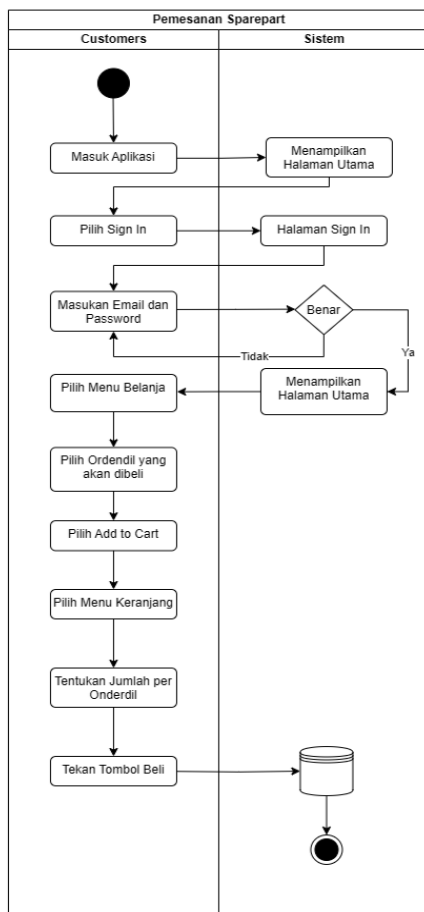 Pemesanan Sparepart
Customers
Sistem
Masuk Aplikasi
Menampilkan
Halaman Utama
Pilih Sign In
Halaman Sign In
Masukan Email dan
Password
Benar
Tidak
Ya
Pilih Menu Belanja
Menampilkan
Halaman Utama
Pilih Ordendil yang
akan dibeli
Pilih Add to Cart
Pilih Menu Keranjang
Tentukan Jumlah per
Onderdil
Tekan Tombol Beli